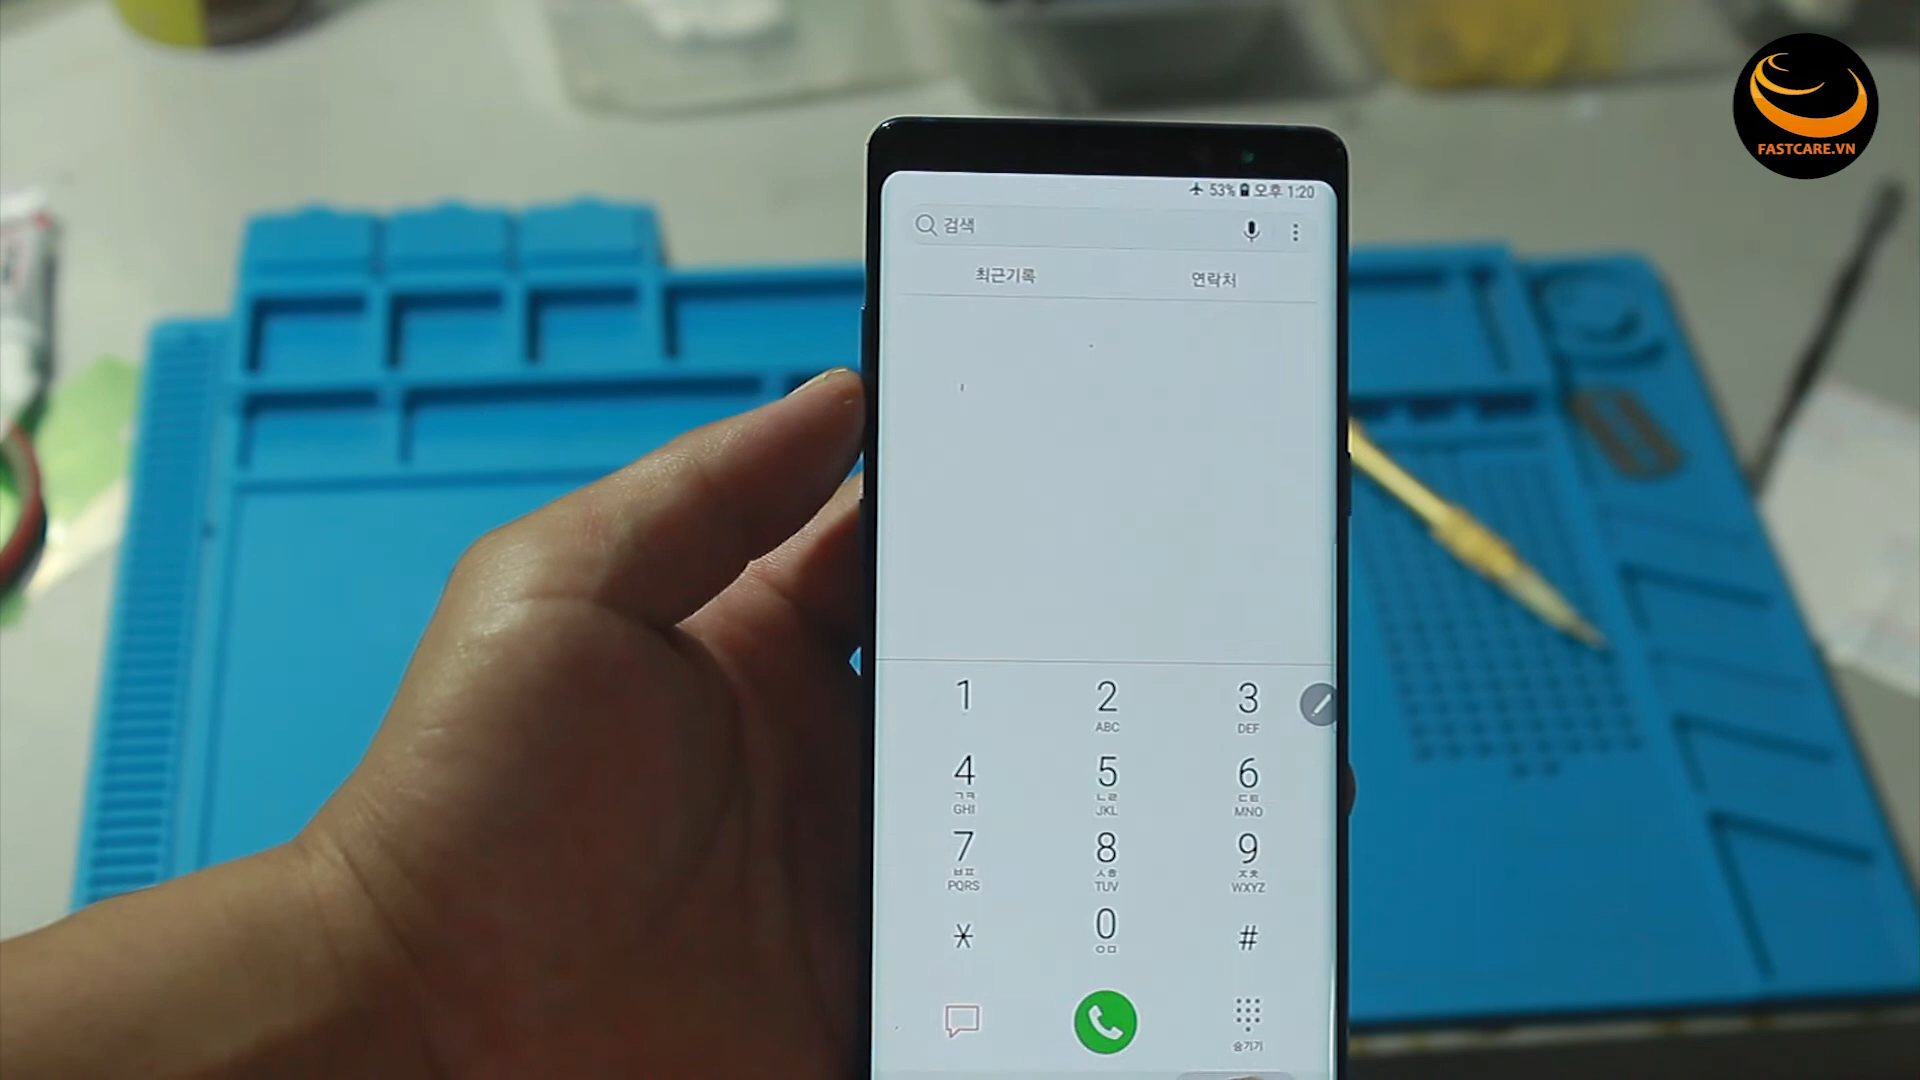 FASTCARE.VN
53% 오후 1:20
검색
최근기록 연락처
1 2 3
ABC DEF
4 5 6
ㄱㅋ ㄴㄹ ㄷㅌ
GHI JKL MNO
7 8 9
ㅂㅍ ㅅㅎ ㅈㅊ
PQRS TUV WXYZ
* 0 #
ㅇㅁ
숨기기